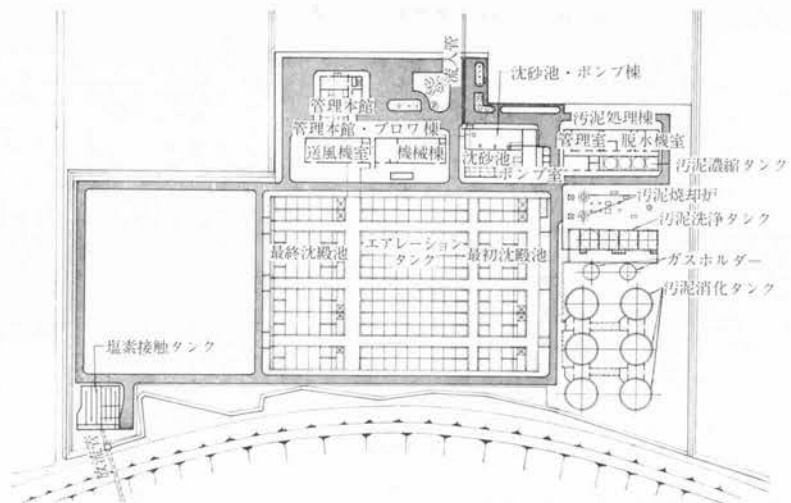 流入管
沈砂池・ポンプ棟
管理本館
汚泥処理棟
管理本館・ブロワ棟
管理室
脱水機室
送風機室
機械棟
沈砂池
ポンプ室
汚泥濃縮タンク
汚泥焼却炉
汚泥洗浄タンク
最終沈殿池
エアレーション
タンク
最初沈殿池
ガスホルダー
汚泥消化タンク
塩素接触タンク
放流管